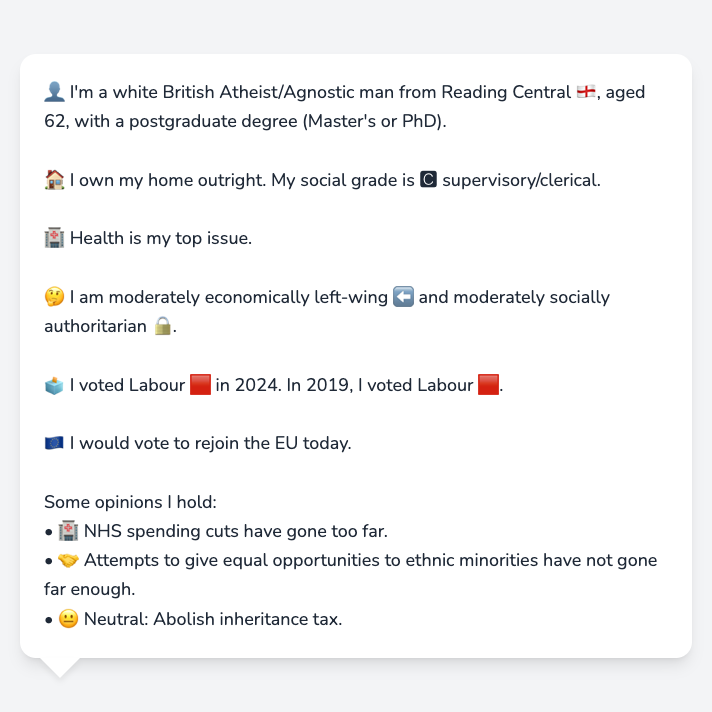 👤 I'm a white British Atheist/Agnostic man from Reading Central 🏴󠁧󠁢󠁥󠁮󠁧󠁿, aged
62, with a postgraduate degree (Master's or PhD).
🏠 I own my home outright. My social grade is 🅲 supervisory/clerical.
🏥 Health is my top issue.
🤔 I am moderately economically left-wing ⬅️ and moderately socially
authoritarian 🔒.
🗳️ I voted Labour 🟥 in 2024. In 2019, I voted Labour 🟥.
🇪🇺 I would vote to rejoin the EU today.
Some opinions I hold:
• 🏥 NHS spending cuts have gone too far.
• 🤝 Attempts to give equal opportunities to ethnic minorities have not gone
far enough.
• 😐 Neutral: Abolish inheritance tax.